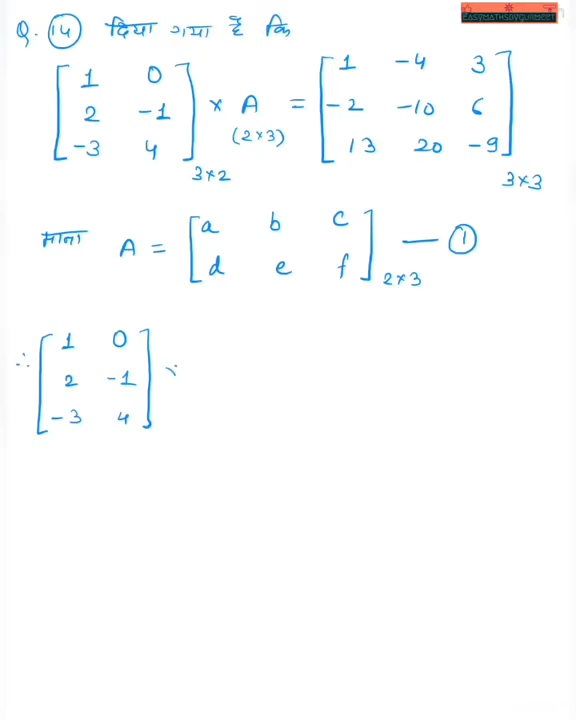 EASYMATHSBYGURMEET
Q. 14 दिया गया है कि
[ 1 0 ] [ 1 -4 3 ]
[ 2 -1 ] × A = [ -2 -10 6 ]
[ -3 4 ] (2×3) [ 13 20 -9 ]
3×2 3×3
माना A = [ a b c ] — 1
[ d e f ] 2×3
∴ [ 1 0 ]
[ 2 -1 ]
[ -3 4 ]